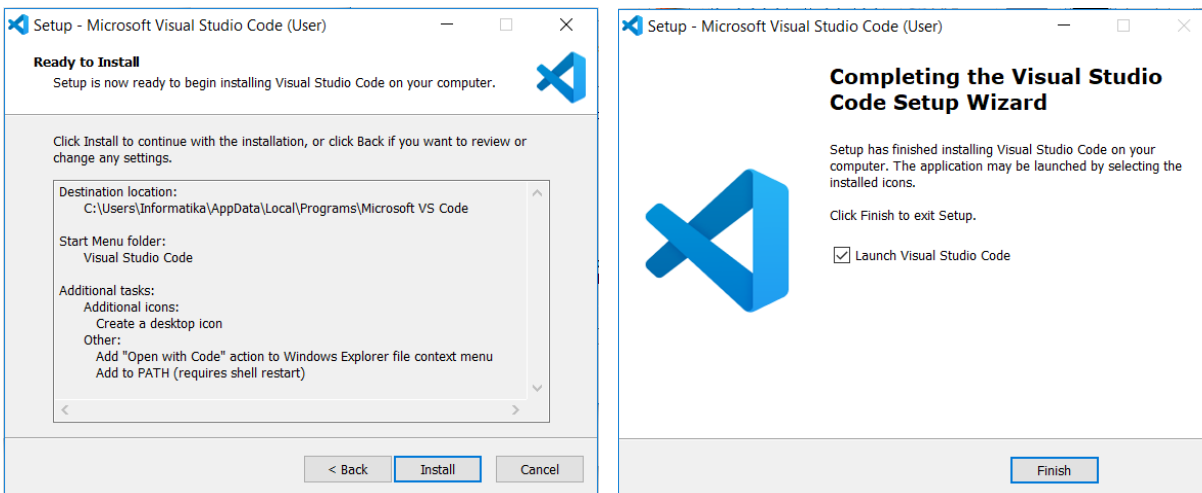 Setup - Microsoft Visual Studio Code (User)
Ready to Install
Setup is now ready to begin installing Visual Studio Code on your computer.
Click Install to continue with the installation, or click Back if you want to review or
change any settings.
Destination location:
C:\Users\Informatika\AppData\Local\Programs\Microsoft VS Code
Start Menu folder:
Visual Studio Code
Additional tasks:
Additional icons:
Create a desktop icon
Other:
Add "Open with Code" action to Windows Explorer file context menu
Add to PATH (requires shell restart)
< Back
Install
Cancel
Setup - Microsoft Visual Studio Code (User)
Completing the Visual Studio
Code Setup Wizard
Setup has finished installing Visual Studio Code on your
computer. The application may be launched by selecting the
installed icons.
Click Finish to exit Setup.
Launch Visual Studio Code
Finish